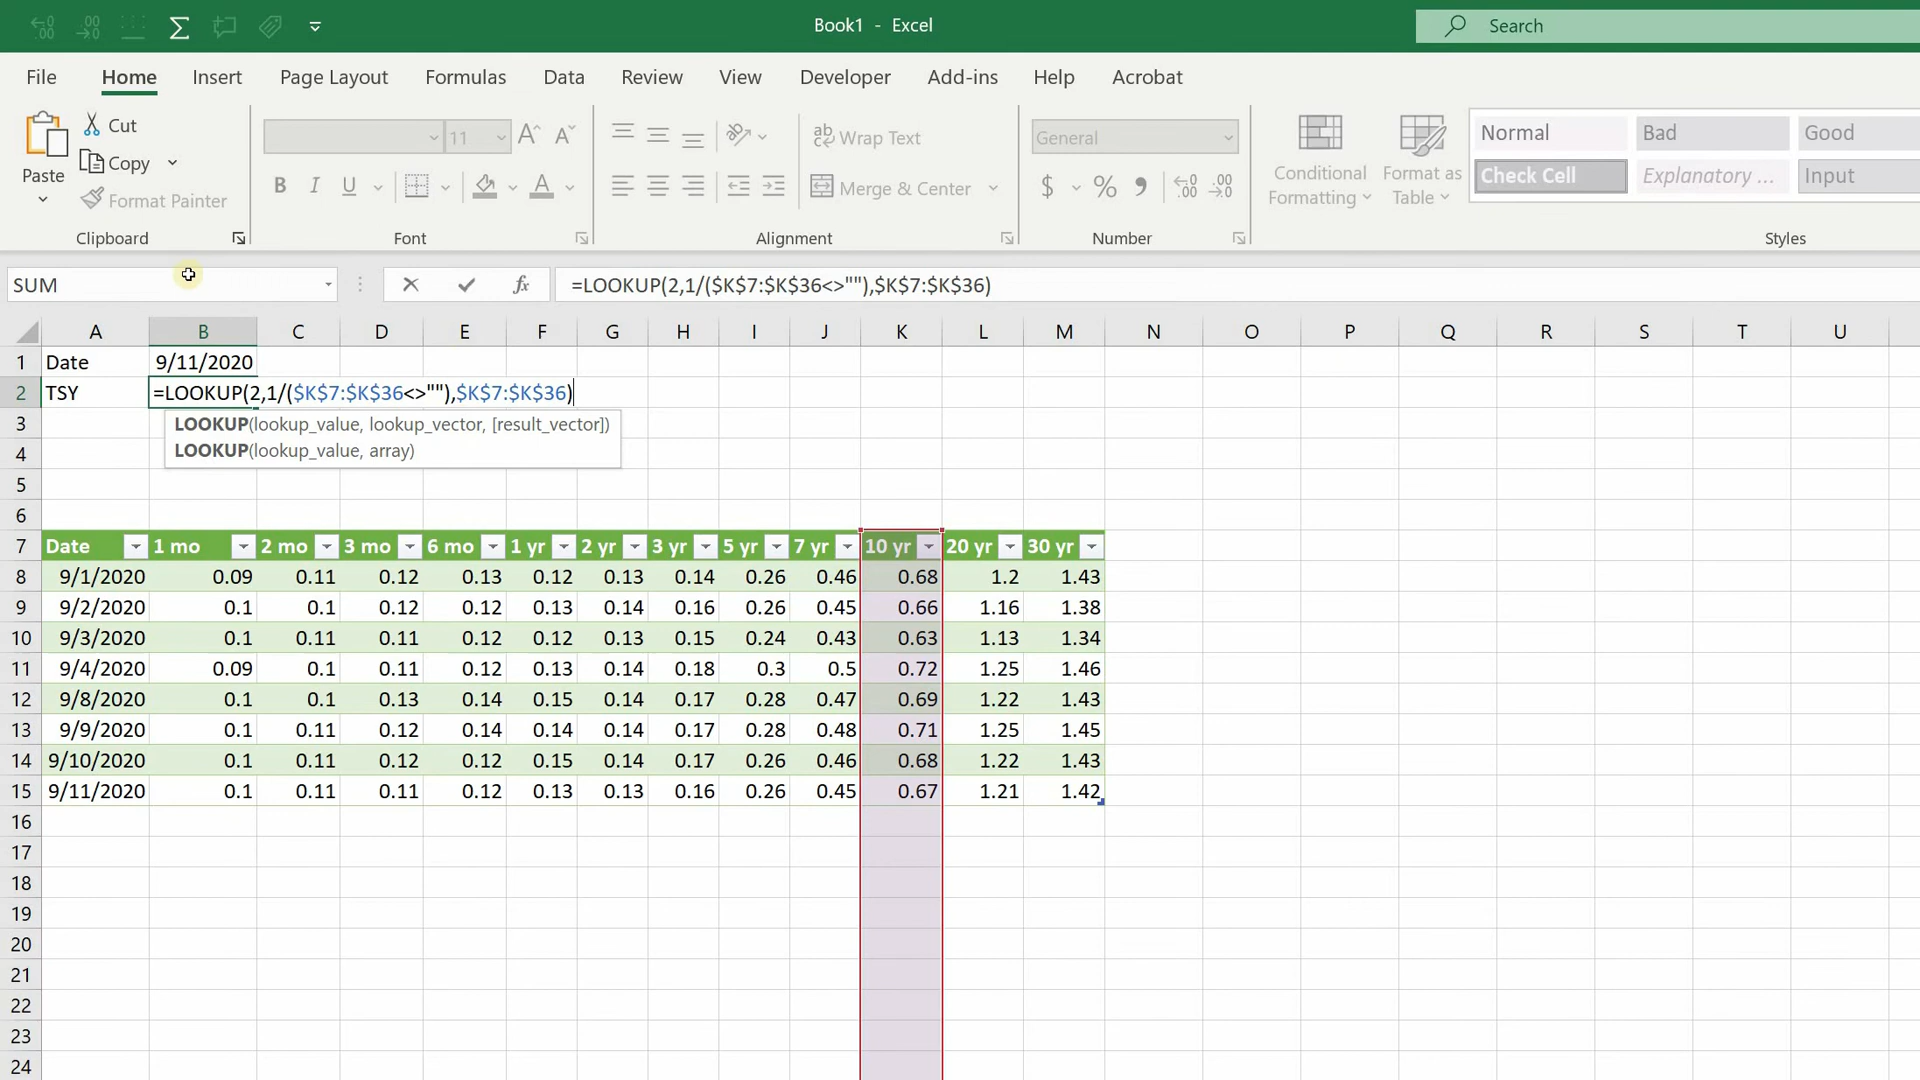 Book1 - Excel
Search
File Home Insert Page Layout Formulas Data Review View Developer Add-ins Help Acrobat
Paste
Cut
Copy
Format Painter
Clipboard
11
B I U
Font
Wrap Text
Merge & Center
Alignment
General
$ %
Number
Conditional Formatting
Format as Table
Normal Bad Good
Check Cell Explanatory ... Input
Styles
SUM fx =LOOKUP(2,1/($K$7:$K$36<>""),$K$7:$K$36)
A B C D E F G H I J K L M N O P Q R S T U
1 Date 9/11/2020
2 TSY =LOOKUP(2,1/($K$7:$K$36<>""),$K$7:$K$36)
3 LOOKUP(lookup_value, lookup_vector, [result_vector])
4 LOOKUP(lookup_value, array)
5
6
7 Date 1 mo 2 mo 3 mo 6 mo 1 yr 2 yr 3 yr 5 yr 7 yr 10 yr 20 yr 30 yr
8 9/1/2020 0.09 0.11 0.12 0.13 0.12 0.13 0.14 0.26 0.46 0.68 1.2 1.43
9 9/2/2020 0.1 0.1 0.12 0.12 0.13 0.14 0.16 0.26 0.45 0.66 1.16 1.38
10 9/3/2020 0.1 0.11 0.11 0.12 0.12 0.13 0.15 0.24 0.43 0.63 1.13 1.34
11 9/4/2020 0.09 0.1 0.11 0.12 0.13 0.14 0.18 0.3 0.5 0.72 1.25 1.46
12 9/8/2020 0.1 0.1 0.13 0.14 0.15 0.14 0.17 0.28 0.47 0.69 1.22 1.43
13 9/9/2020 0.1 0.11 0.12 0.14 0.14 0.14 0.17 0.28 0.48 0.71 1.25 1.45
14 9/10/2020 0.1 0.11 0.12 0.12 0.15 0.14 0.17 0.26 0.46 0.68 1.22 1.43
15 9/11/2020 0.1 0.11 0.11 0.12 0.13 0.13 0.16 0.26 0.45 0.67 1.21 1.42
16
17
18
19
20
21
22
23
24